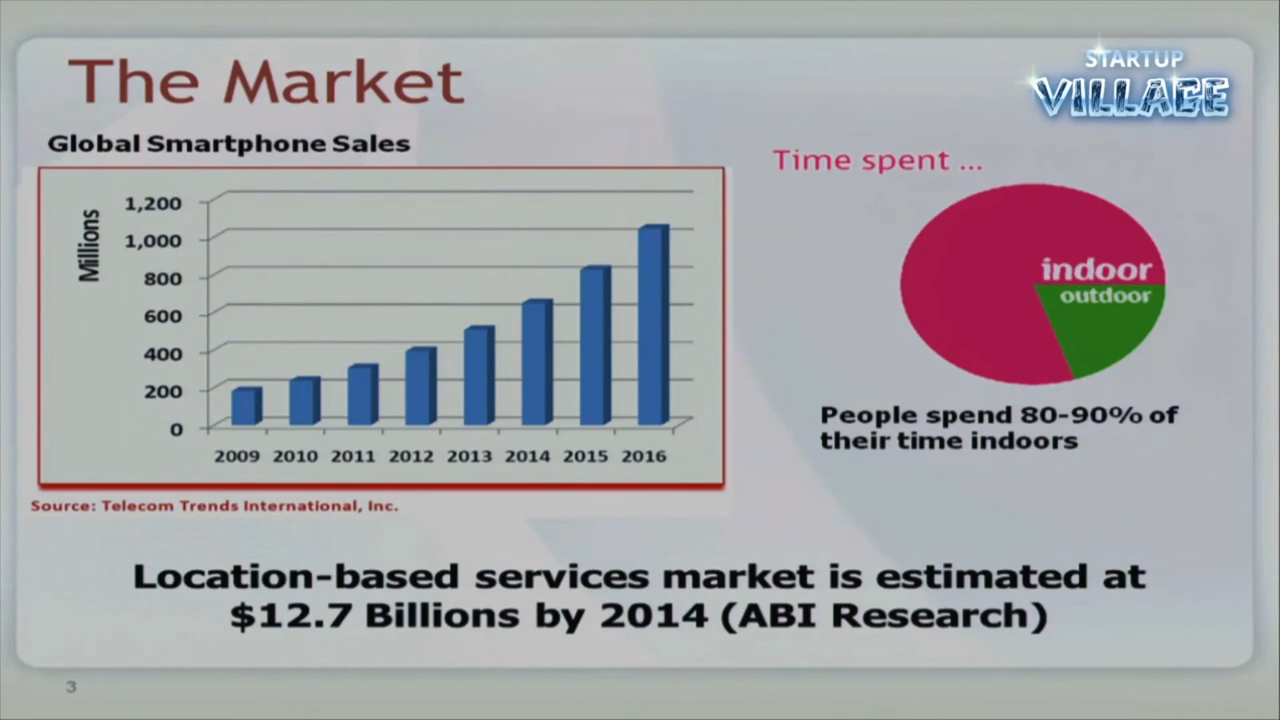 The Market
STARTUP
VILLAGE
Global Smartphone Sales
Time spent ...
Millions
1,200
1,000
800
600
400
200
0
2009 2010 2011 2012 2013 2014 2015 2016
indoor
outdoor
People spend 80-90% of
their time indoors
Source: Telecom Trends International, Inc.
Location-based services market is estimated at
$12.7 Billions by 2014 (ABI Research)
3